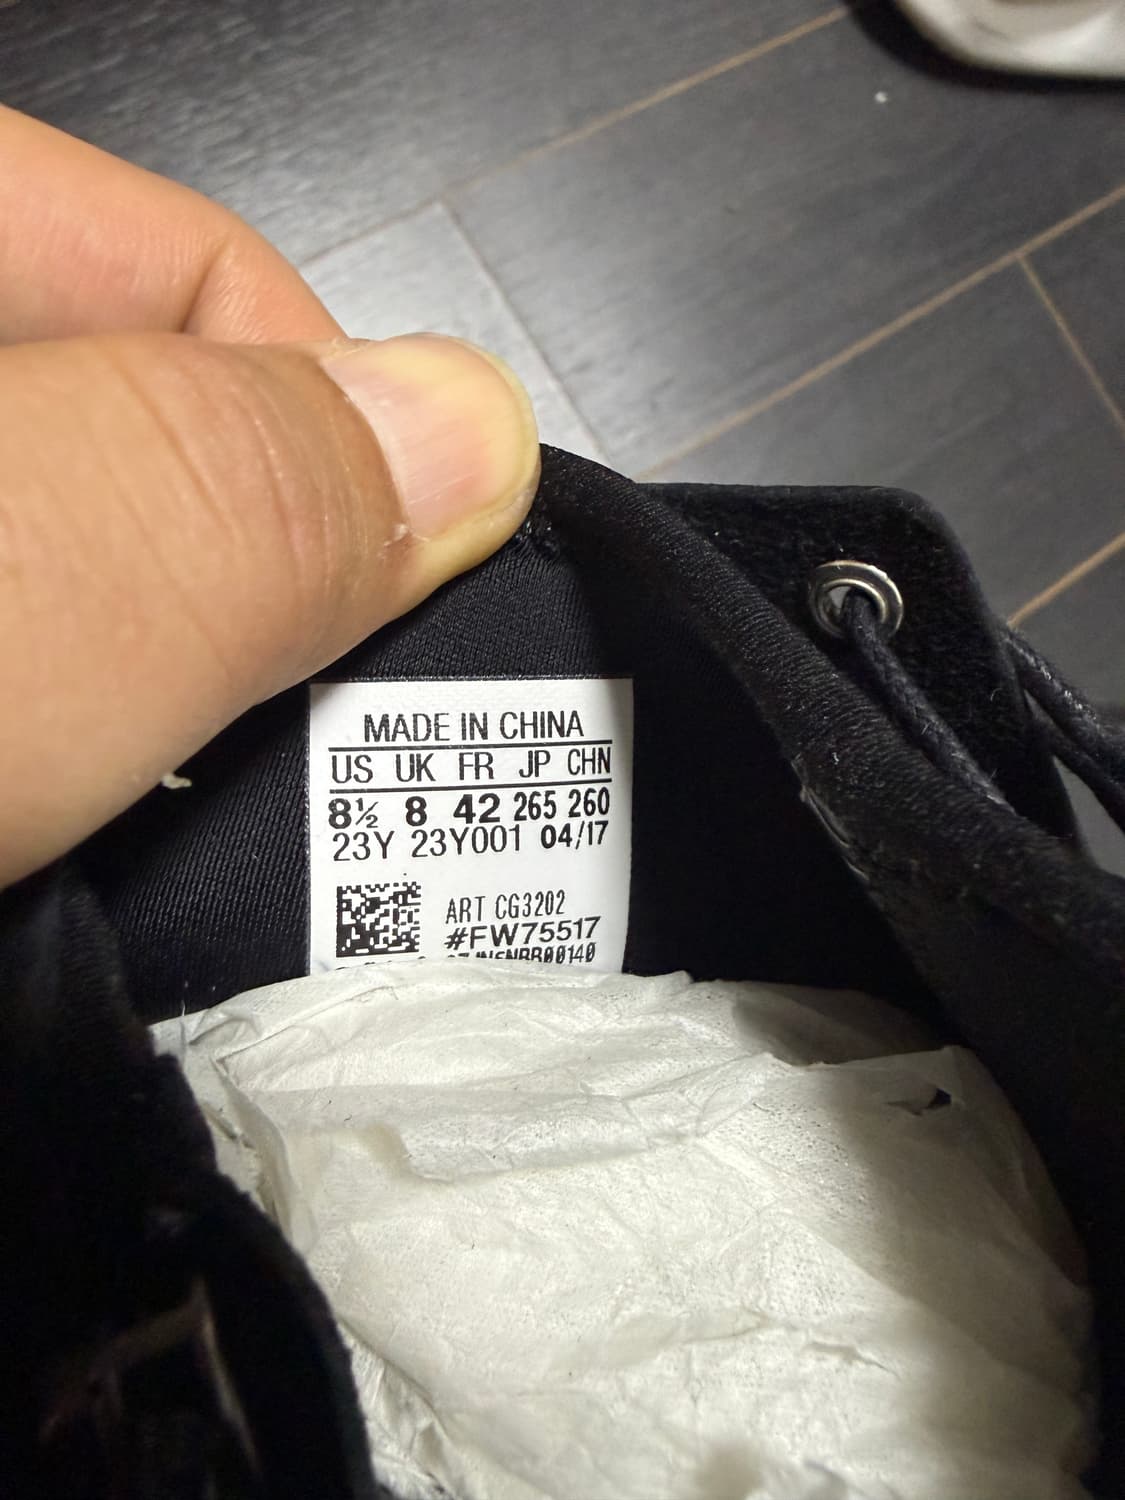 MADE IN CHINA
US UK FR JP CHN
8½ 8 42 265 260
23Y 23Y001 04/17
ART CG3202
#FW75517